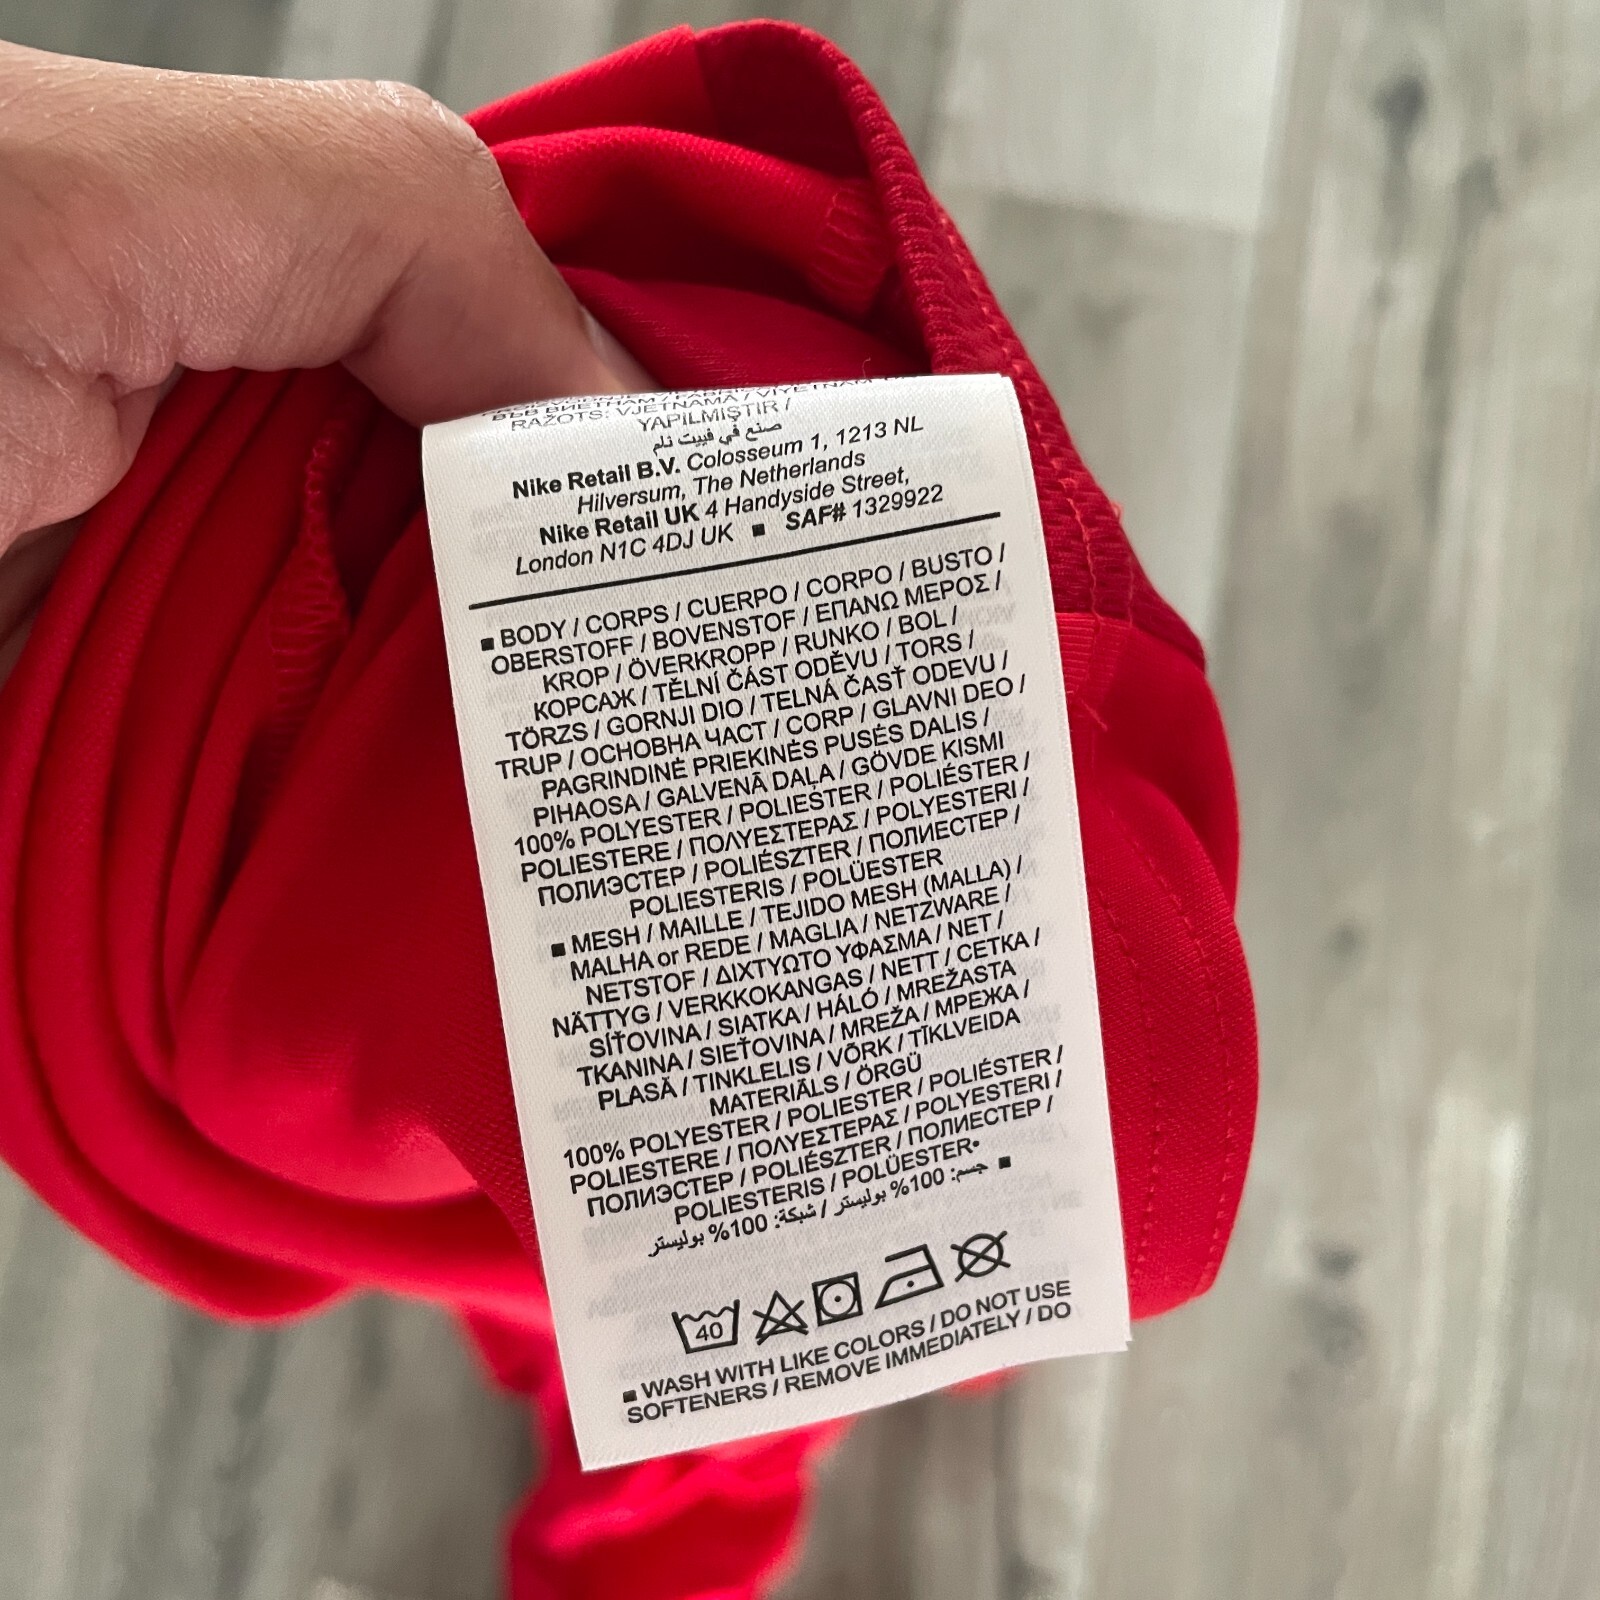 ВЪВ ВИЕТНАМ / VIYETNAM
RAŽOTS: VJETNAMĀ /
YAPILMIŞTIR /
صنع في فييت نام
Nike Retail B.V. Colosseum 1, 1213 NL
Hilversum, The Netherlands
Nike Retail UK 4 Handyside Street,
London N1C 4DJ UK ■ SAF# 1329922
■ BODY / CORPS / CUERPO / CORPO / BUSTO /
OBERSTOFF / BOVENSTOF / ΕΠΑΝΩ ΜΕΡΟΣ /
KROP / ÖVERKROPP / RUNKO / BOL /
КОРСАЖ / TĚLNÍ ČÁST ODĚVU / TORS /
TÖRZS / GORNJI DIO / TELNÁ ČASŤ ODEVU /
TRUP / ОСНОВНА ЧАСТ / CORP / GLAVNI DEO /
PAGRINDINĖ PRIEKINĖS PUSĖS DALIS /
PIHAOSA / GALVENĀ DAĻA / GÖVDE KISMI
100% POLYESTER / POLIESTER / POLIÉSTER /
POLIESTERE / ΠΟΛΥΕΣΤΕΡΑΣ / POLYESTERI /
ПОЛИЭСТЕР / POLIÉSZTER / ПОЛИЕСТЕР /
POLIESTERIS / POLÜESTER
■ MESH / MAILLE / TEJIDO MESH (MALLA) /
MALHA or REDE / MAGLIA / NETZWARE /
NETSTOF / ΔΙΧΤΥΩΤΟ ΥΦΑΣΜΑ / NET /
NÄTTYG / VERKKOKANGAS / NETT / СЕТКА /
SÍŤOVINA / SIATKA / HÁLÓ / MREŽASTA
TKANINA / SIEŤOVINA / MREŽA / МРЕЖА /
PLASĂ / TINKLELIS / VÕRK / TĪKLVEIDA
MATERIĀLS / ÖRGÜ
100% POLYESTER / POLIESTER / POLIÉSTER /
POLIESTERE / ΠΟΛΥΕΣΤΕΡΑΣ / POLYESTERI /
ПОЛИЭСТЕР / POLIÉSZTER / ПОЛИЕСТЕР /
POLIESTERIS / POLÜESTER•
■ جسم: 100% بوليستر / شبكة: 100% بوليستر
40
■ WASH WITH LIKE COLORS / DO NOT USE
SOFTENERS / REMOVE IMMEDIATELY / DO